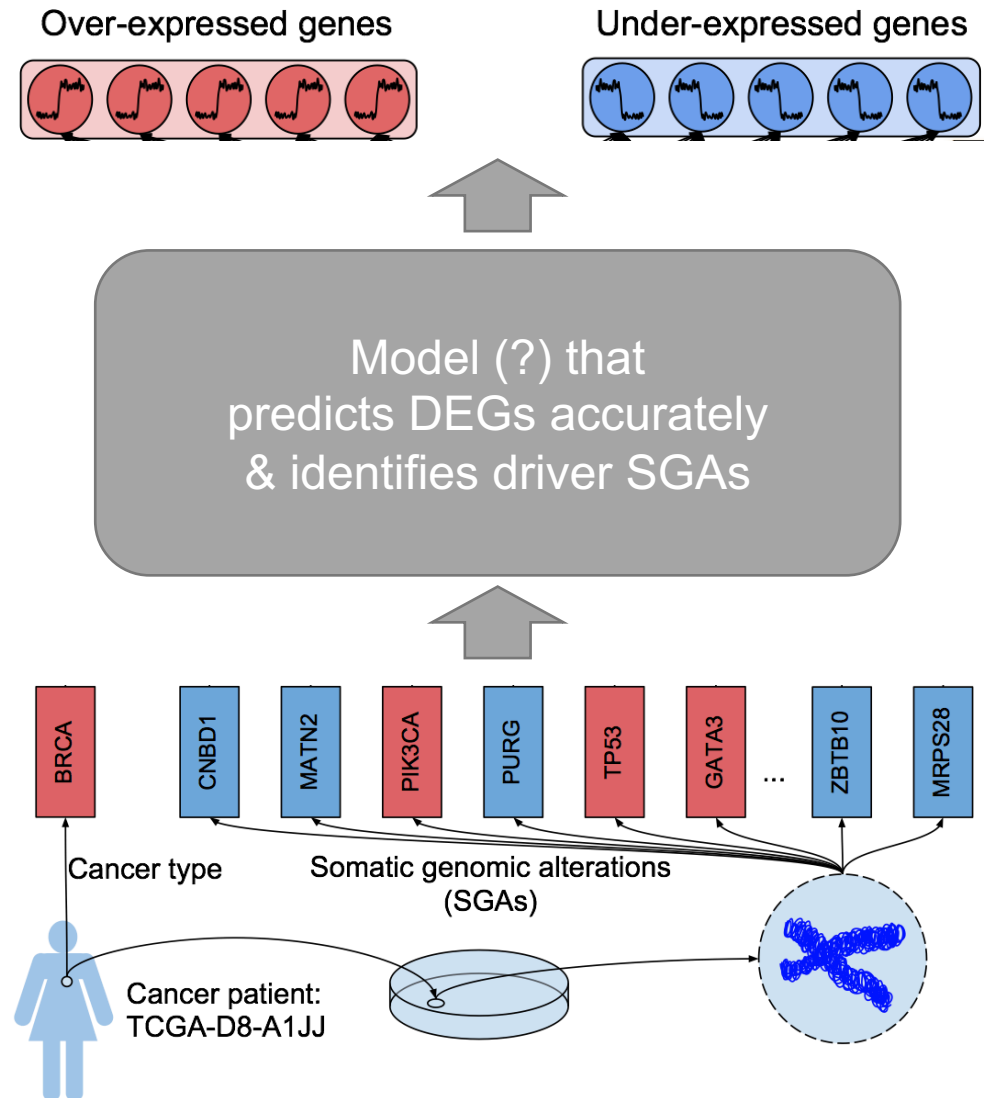 Over-expressed genes
Under-expressed genes
Model (?) that
predicts DEGs accurately
& identifies driver SGAs
BRCA
CNBD1
MATN2
PIK3CA
PURG
TP53
GATA3
...
ZBTB10
MRPS28
Cancer type
Somatic genomic alterations
(SGAs)
Cancer patient:
TCGA-D8-A1JJ